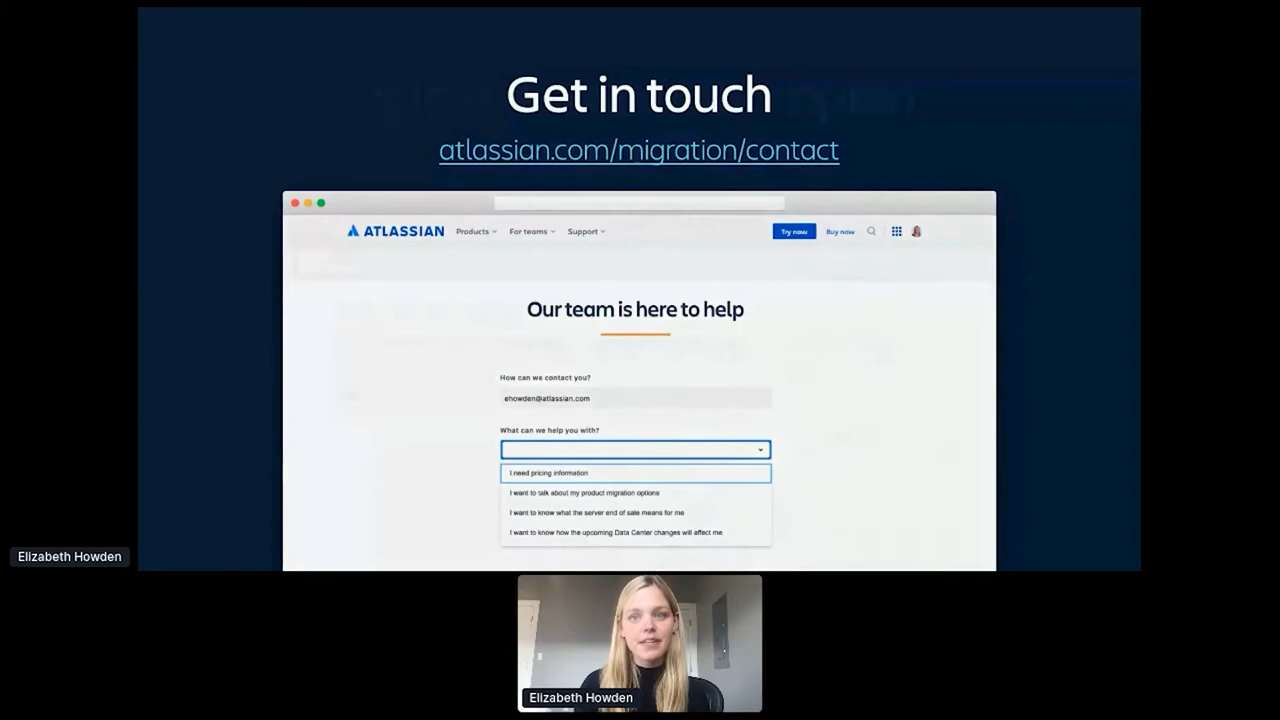 Get in touch
atlassian.com/migration/contact
ATLASSIAN Products For teams Support Try now Buy now
Our team is here to help
How can we contact you?
ehowden@atlassian.com
What can we help you with?
I need pricing information
I want to talk about my product migration options
I want to know what the server end of sale means for me
I want to know how the upcoming Data Center changes will affect me
Elizabeth Howden
Elizabeth Howden